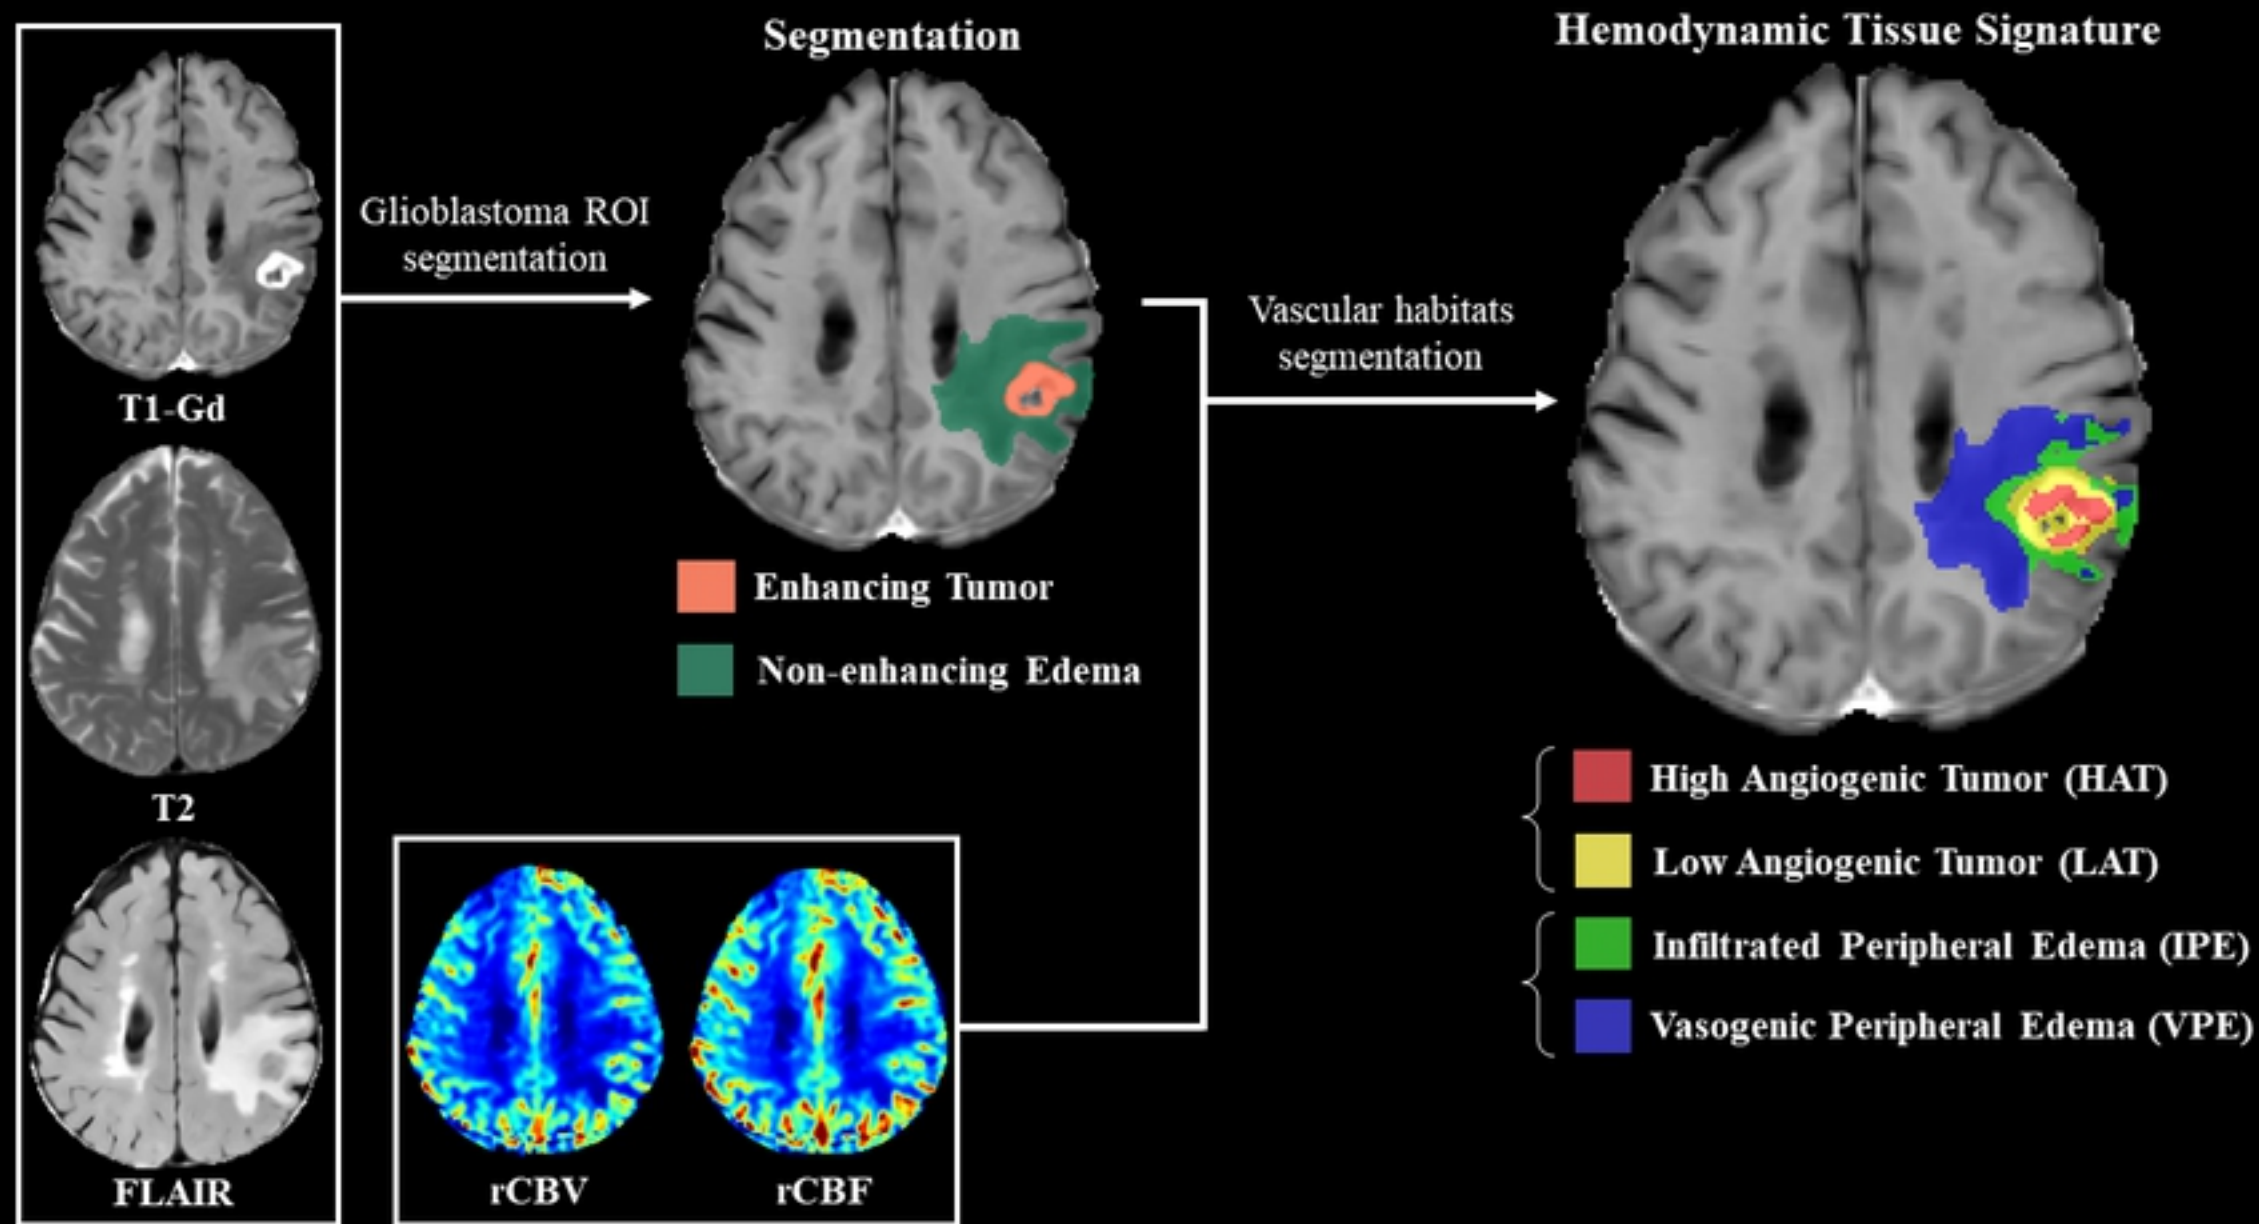 Segmentation
Hemodynamic Tissue Signature
Glioblastoma ROI
segmentation
T1-Gd
Vascular habitats
segmentation
T2
Enhancing Tumor
Non-enhancing Edema
FLAIR
rCBV
rCBF
High Angiogenic Tumor (HAT)
Low Angiogenic Tumor (LAT)
Infiltrated Peripheral Edema (IPE)
Vasogenic Peripheral Edema (VPE)